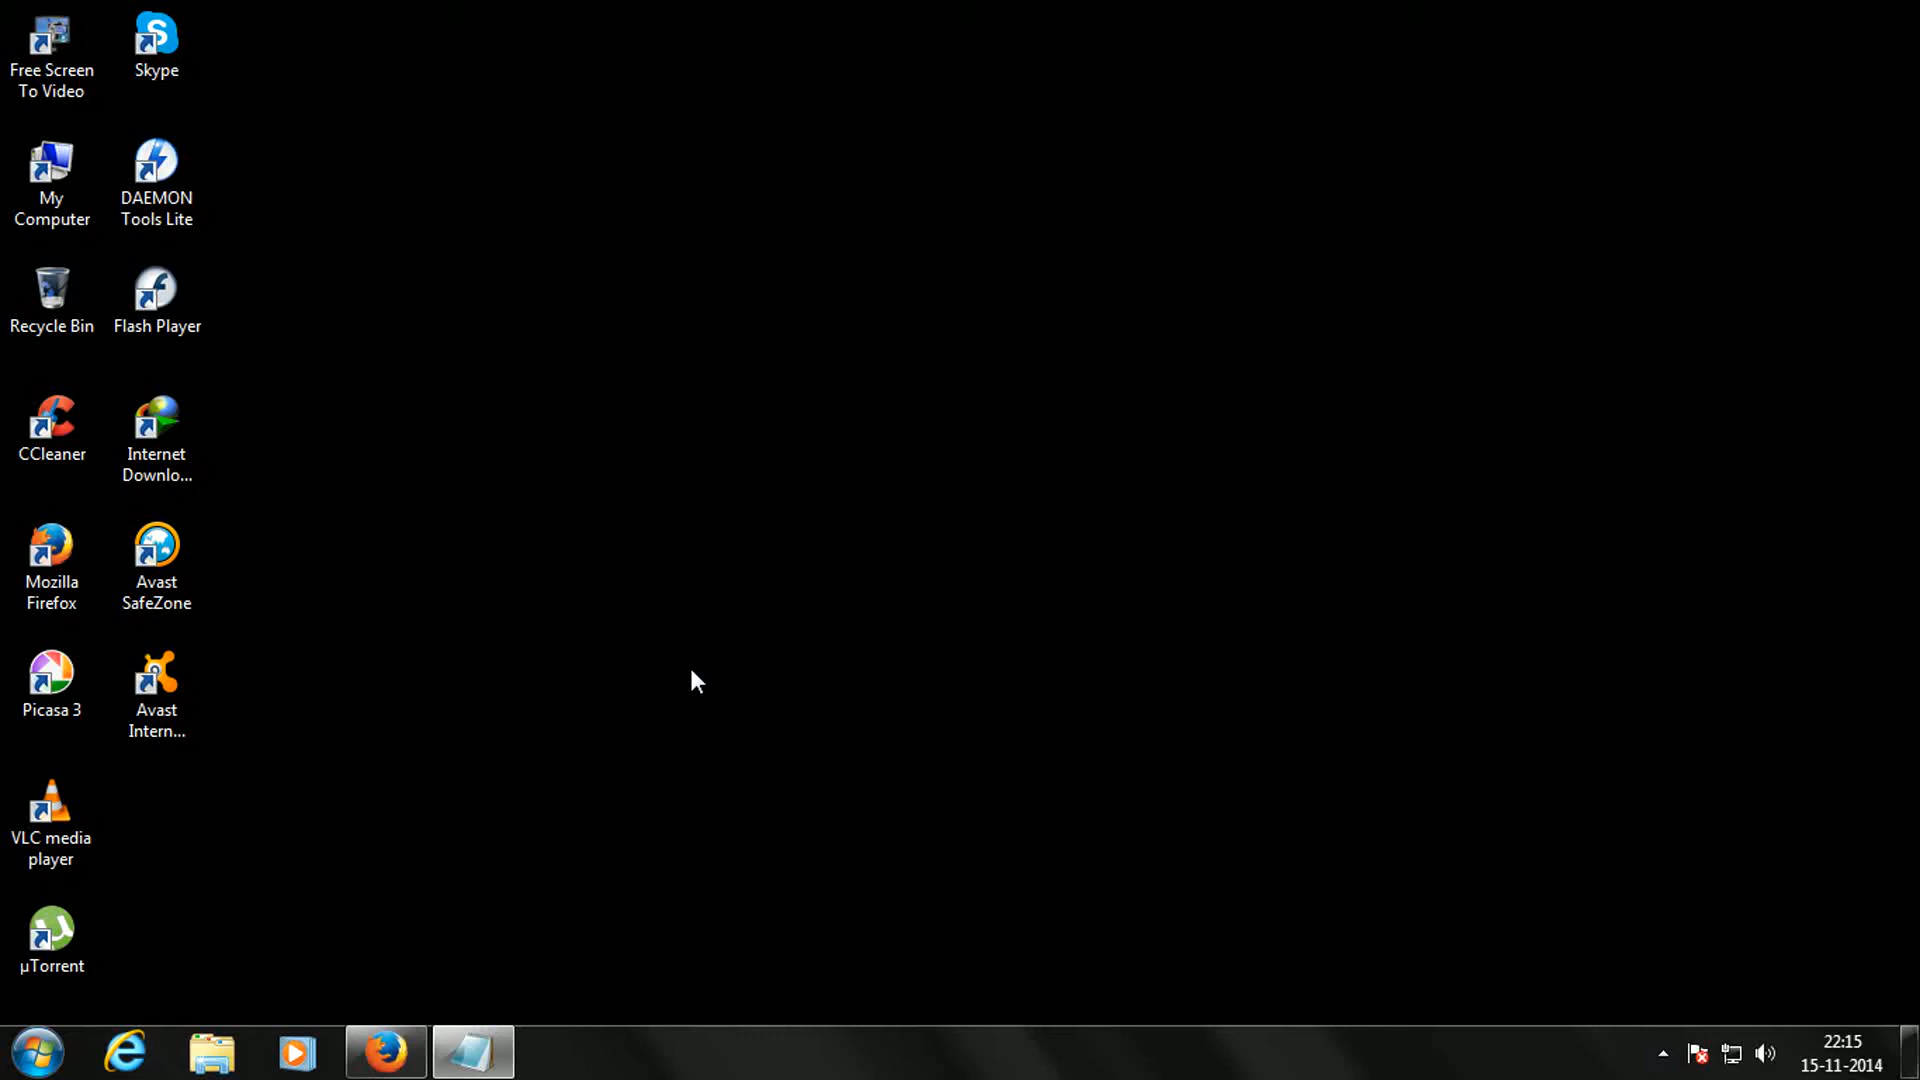 Free Screen
To Video
Skype
My
Computer
DAEMON
Tools Lite
Recycle Bin
Flash Player
CCleaner
Internet
Downlo...
Mozilla
Firefox
Avast
SafeZone
Picasa 3
Avast
Intern...
VLC media
player
µTorrent
22:15
15-11-2014